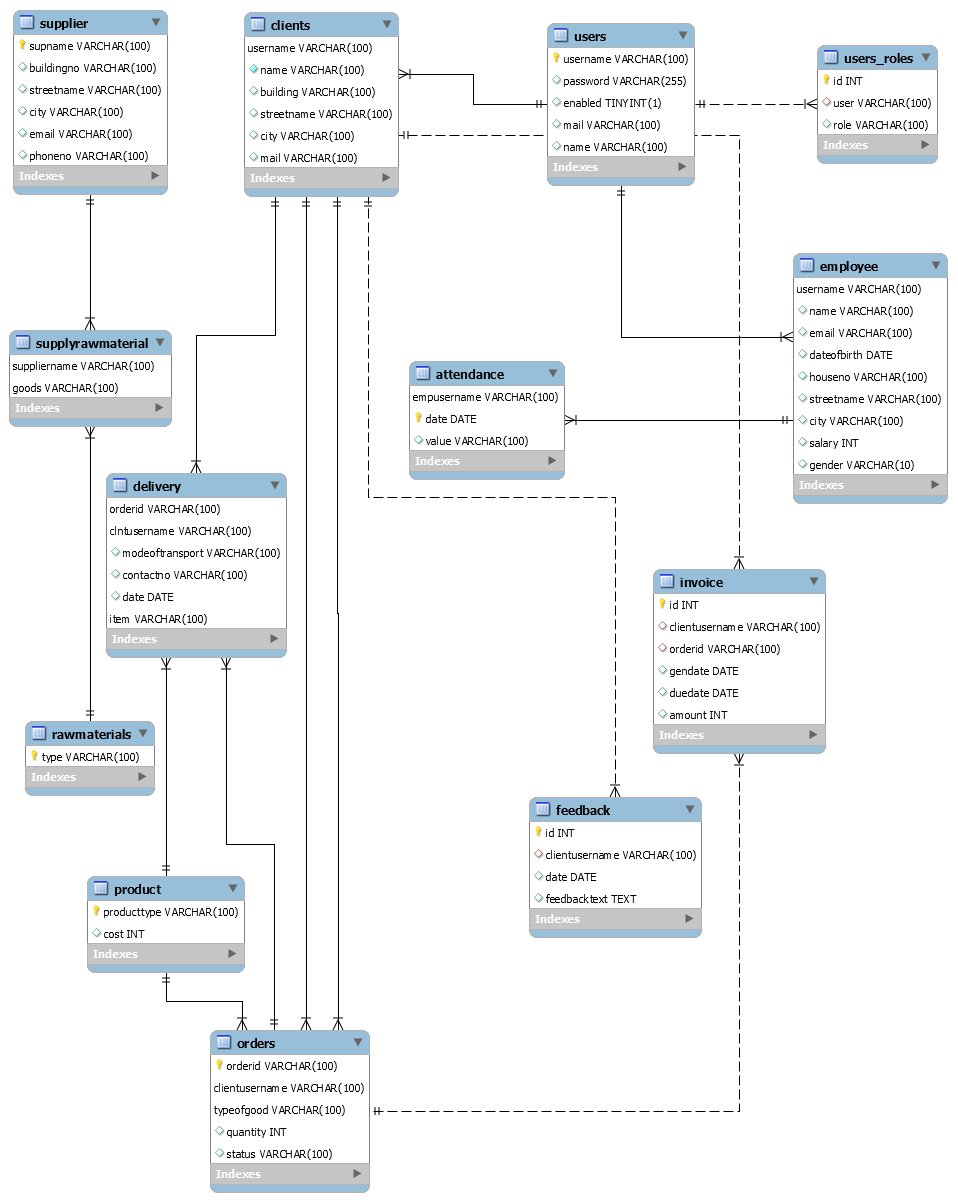 supplier
supname VARCHAR(100)
buildingno VARCHAR(100)
streetname VARCHAR(100)
city VARCHAR(100)
email VARCHAR(100)
phoneno VARCHAR(100)
Indexes
clients
username VARCHAR(100)
name VARCHAR(100)
building VARCHAR(100)
streetname VARCHAR(100)
city VARCHAR(100)
mail VARCHAR(100)
Indexes
users
username VARCHAR(100)
password VARCHAR(255)
enabled TINYINT(1)
mail VARCHAR(100)
name VARCHAR(100)
Indexes
users_roles
id INT
user VARCHAR(100)
role VARCHAR(100)
Indexes
employee
username VARCHAR(100)
name VARCHAR(100)
email VARCHAR(100)
dateofbirth DATE
houseno VARCHAR(100)
streetname VARCHAR(100)
city VARCHAR(100)
salary INT
gender VARCHAR(10)
Indexes
supplyrawmaterial
suppliername VARCHAR(100)
goods VARCHAR(100)
Indexes
attendance
empusername VARCHAR(100)
date DATE
value VARCHAR(100)
Indexes
delivery
orderid VARCHAR(100)
clntusername VARCHAR(100)
modeoftransport VARCHAR(100)
contactno VARCHAR(100)
date DATE
item VARCHAR(100)
Indexes
invoice
id INT
clientusername VARCHAR(100)
orderid VARCHAR(100)
gendate DATE
duedate DATE
amount INT
Indexes
rawmaterials
type VARCHAR(100)
Indexes
feedback
id INT
clientusername VARCHAR(100)
date DATE
feedbacktext TEXT
Indexes
product
producttype VARCHAR(100)
cost INT
Indexes
orders
orderid VARCHAR(100)
clientusername VARCHAR(100)
typeofgood VARCHAR(100)
quantity INT
status VARCHAR(100)
Indexes